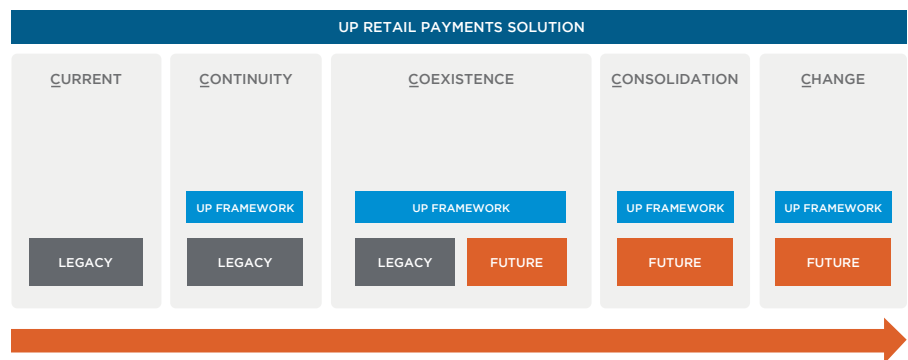 UP RETAIL PAYMENTS SOLUTION
CURRENT
CONTINUITY
COEXISTENCE
CONSOLIDATION
CHANGE
UP FRAMEWORK
UP FRAMEWORK
UP FRAMEWORK
UP FRAMEWORK
LEGACY
LEGACY
LEGACY
FUTURE
FUTURE
FUTURE